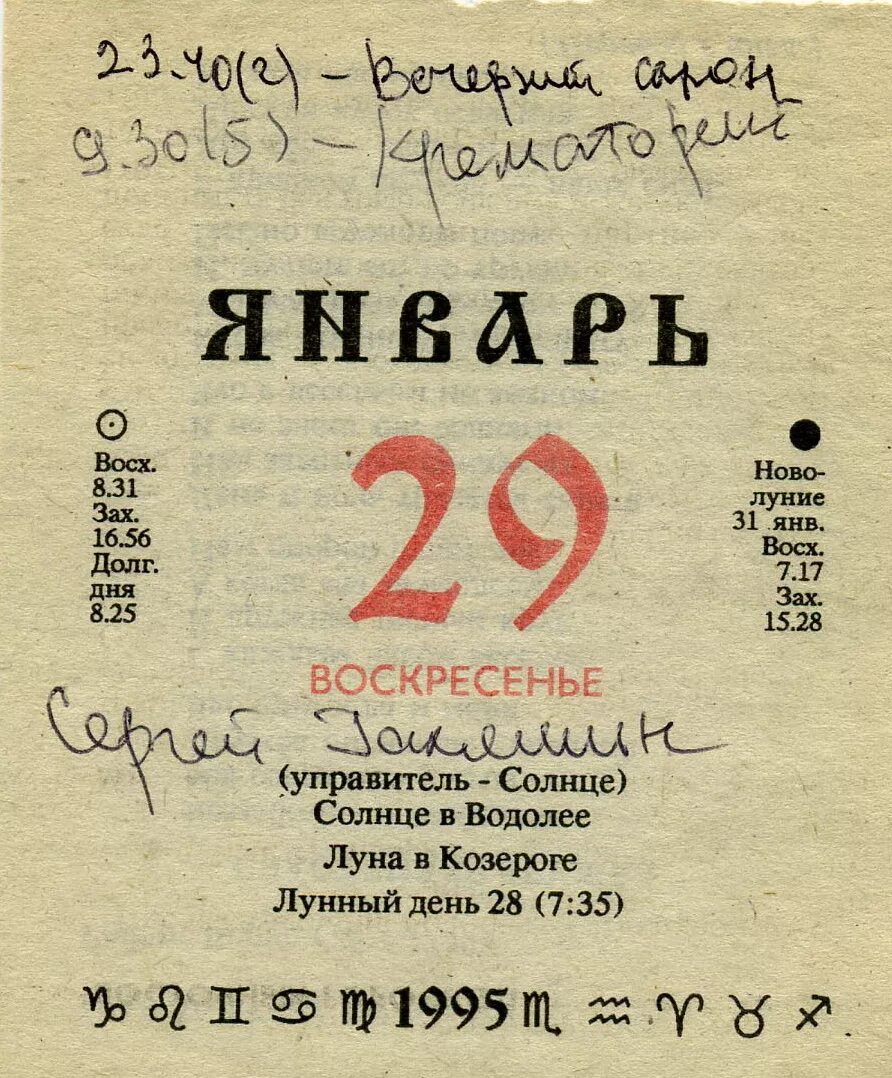 23.40(2) - Вечерний салон
9.30(5) - Крематорий
ЯНВАРЬ
Восх.
8.31
Зах.
16.56
Долг.
дня
8.25
29
Ново-
луние
31 янв.
Восх.
7.17
Зах.
15.28
ВОСКРЕСЕНЬЕ
Сергей
(управитель - Солнце)
Солнце в Водолее
Луна в Козероге
Лунный день 28 (7:35)
♑ ♌ ♊ ♋ ♍ 1995 ♏ ♒ ♈ ♉ ♐